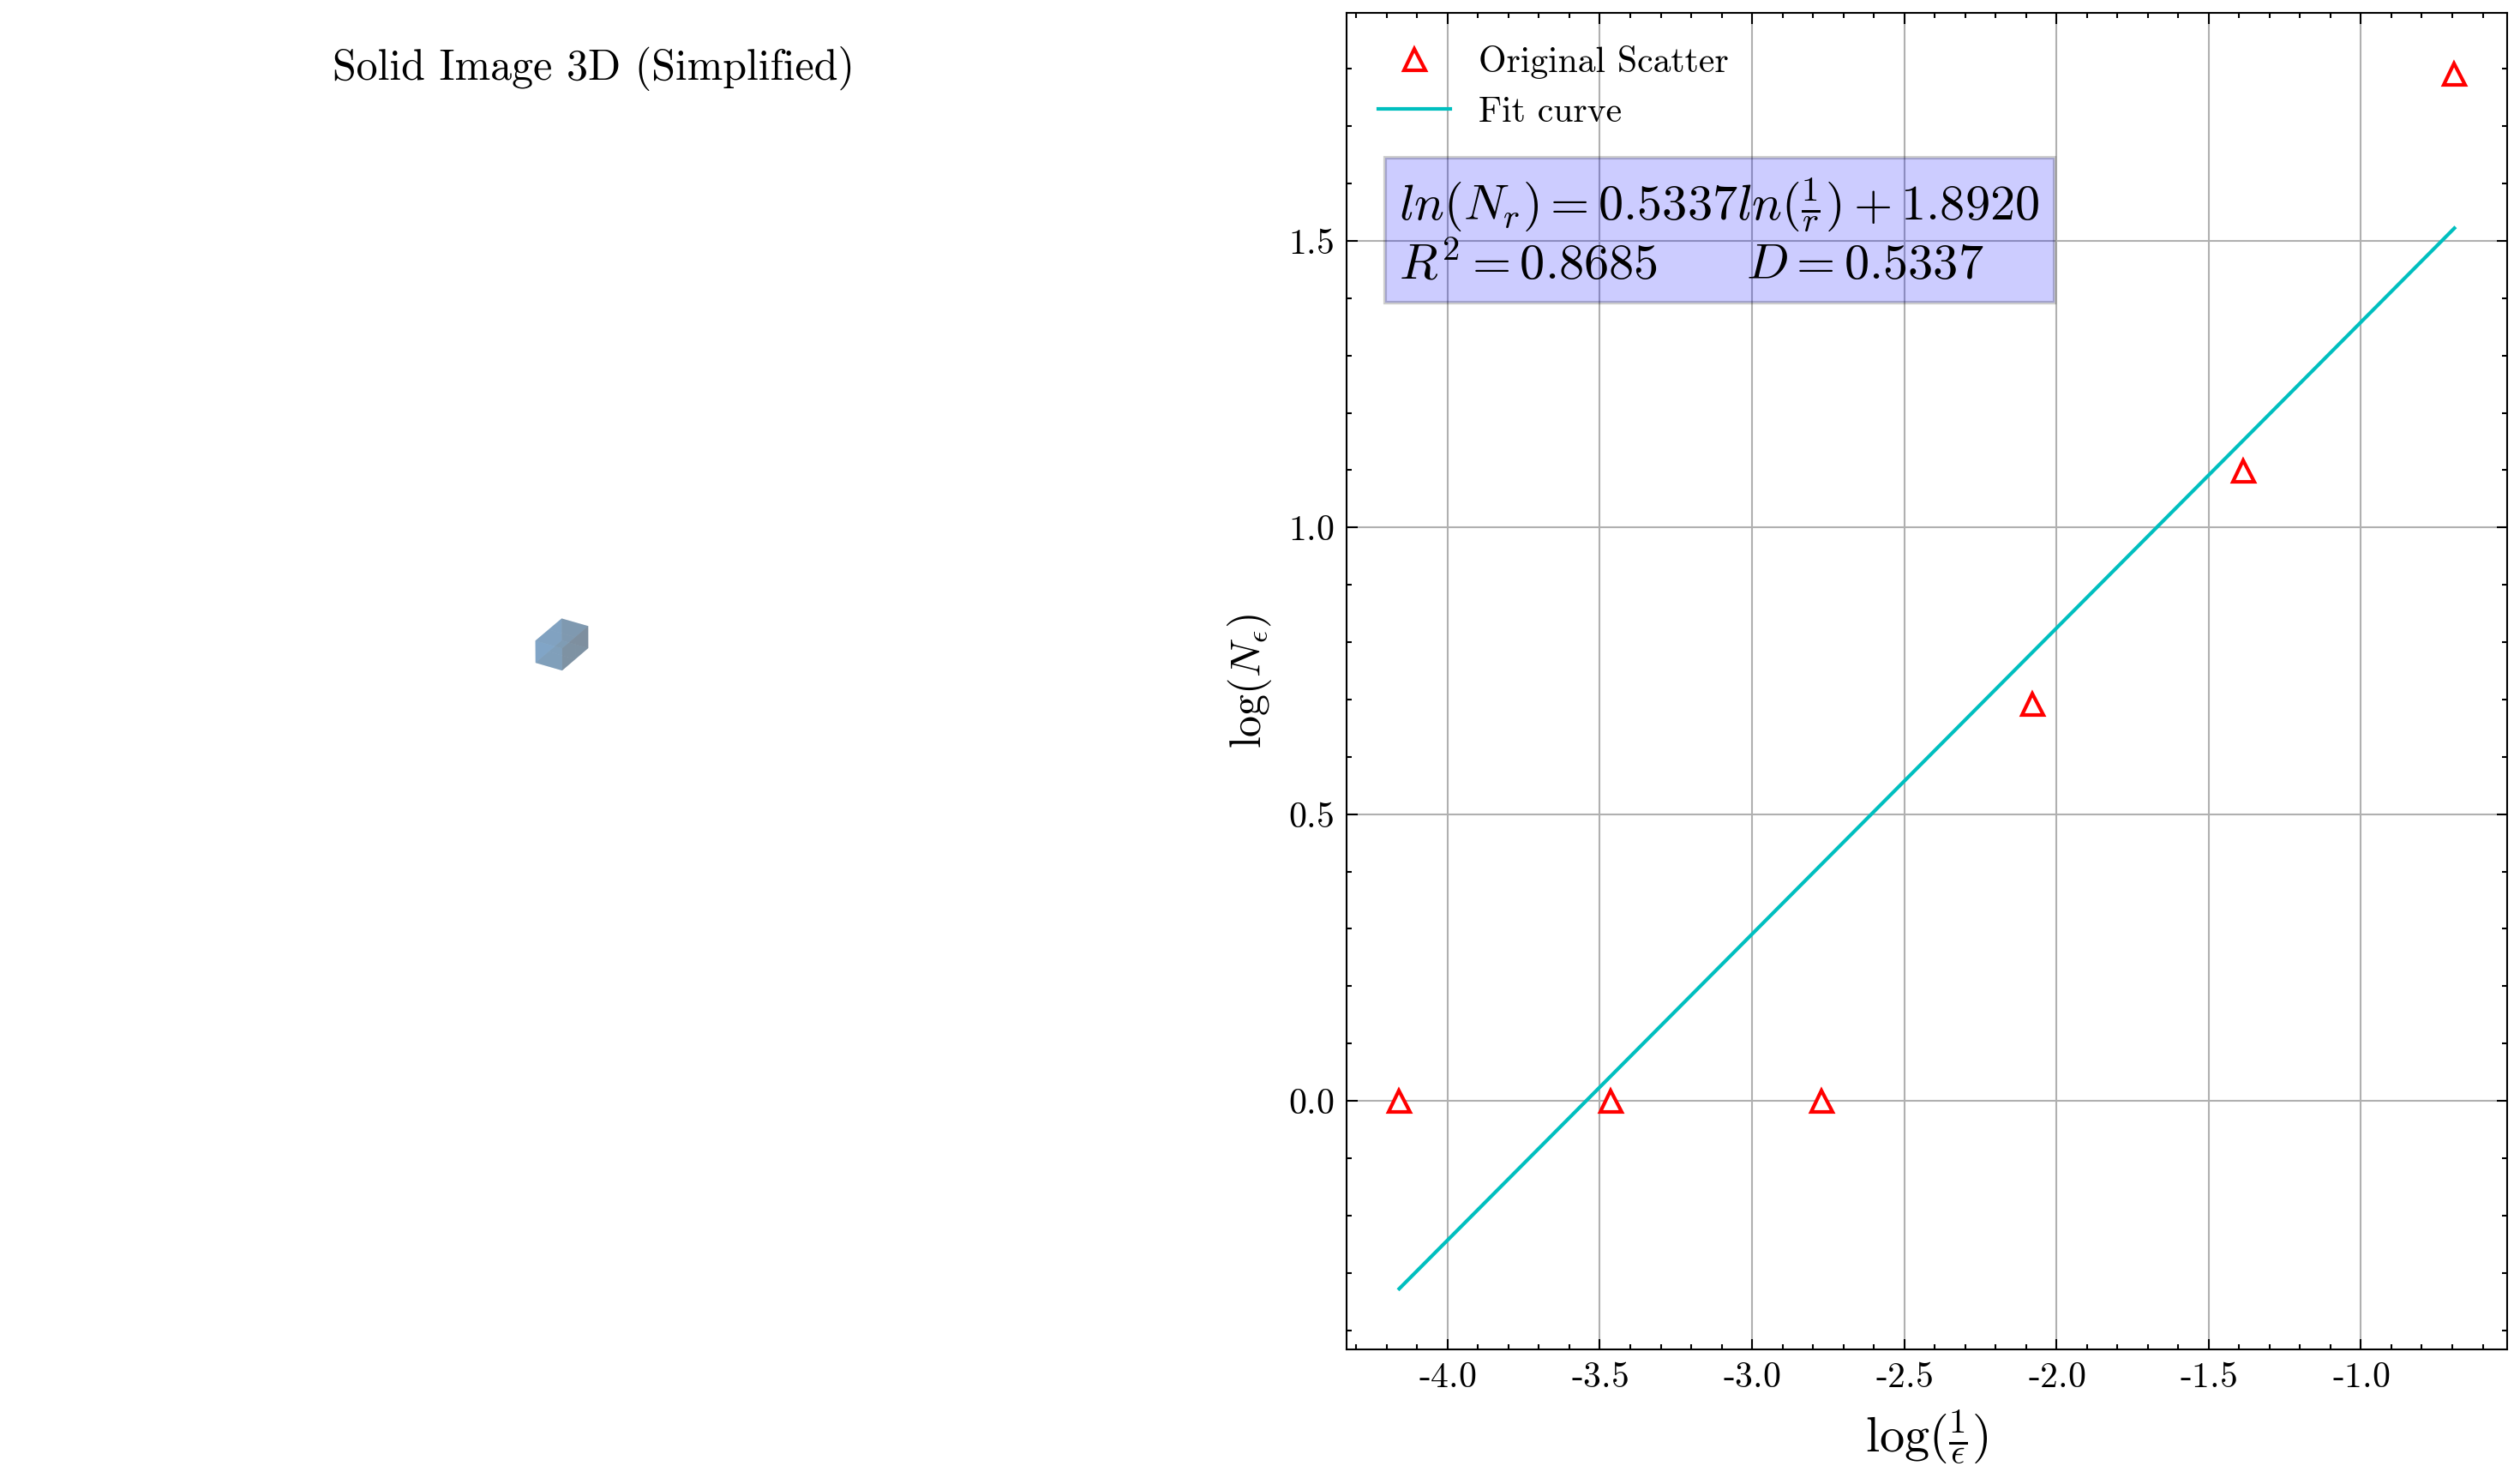 Solid Image 3D (Simplified)
Original Scatter
Fit curve
ln(N_r) = 0.5337ln(1/r) + 1.8920
R^2 = 0.8685 D = 0.5337
1.5
1.0
0.5
0.0
log(N_ϵ)
-4.0 -3.5 -3.0 -2.5 -2.0 -1.5 -1.0
log(1/ϵ)